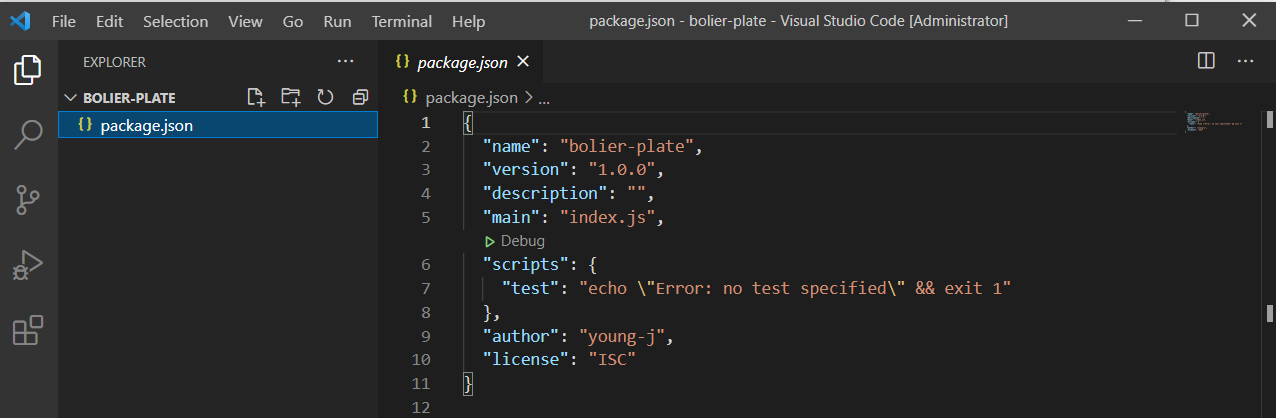 File Edit Selection View Go Run Terminal Help package.json - bolier-plate - Visual Studio Code [Administrator]
EXPLORER ...
BOLIER-PLATE
{} package.json
{} package.json
{} package.json > ...
1 {
2 "name": "bolier-plate",
3 "version": "1.0.0",
4 "description": "",
5 "main": "index.js",
Debug
6 "scripts": {
7 "test": "echo \"Error: no test specified\" && exit 1"
8 },
9 "author": "young-j",
10 "license": "ISC"
11 }
12